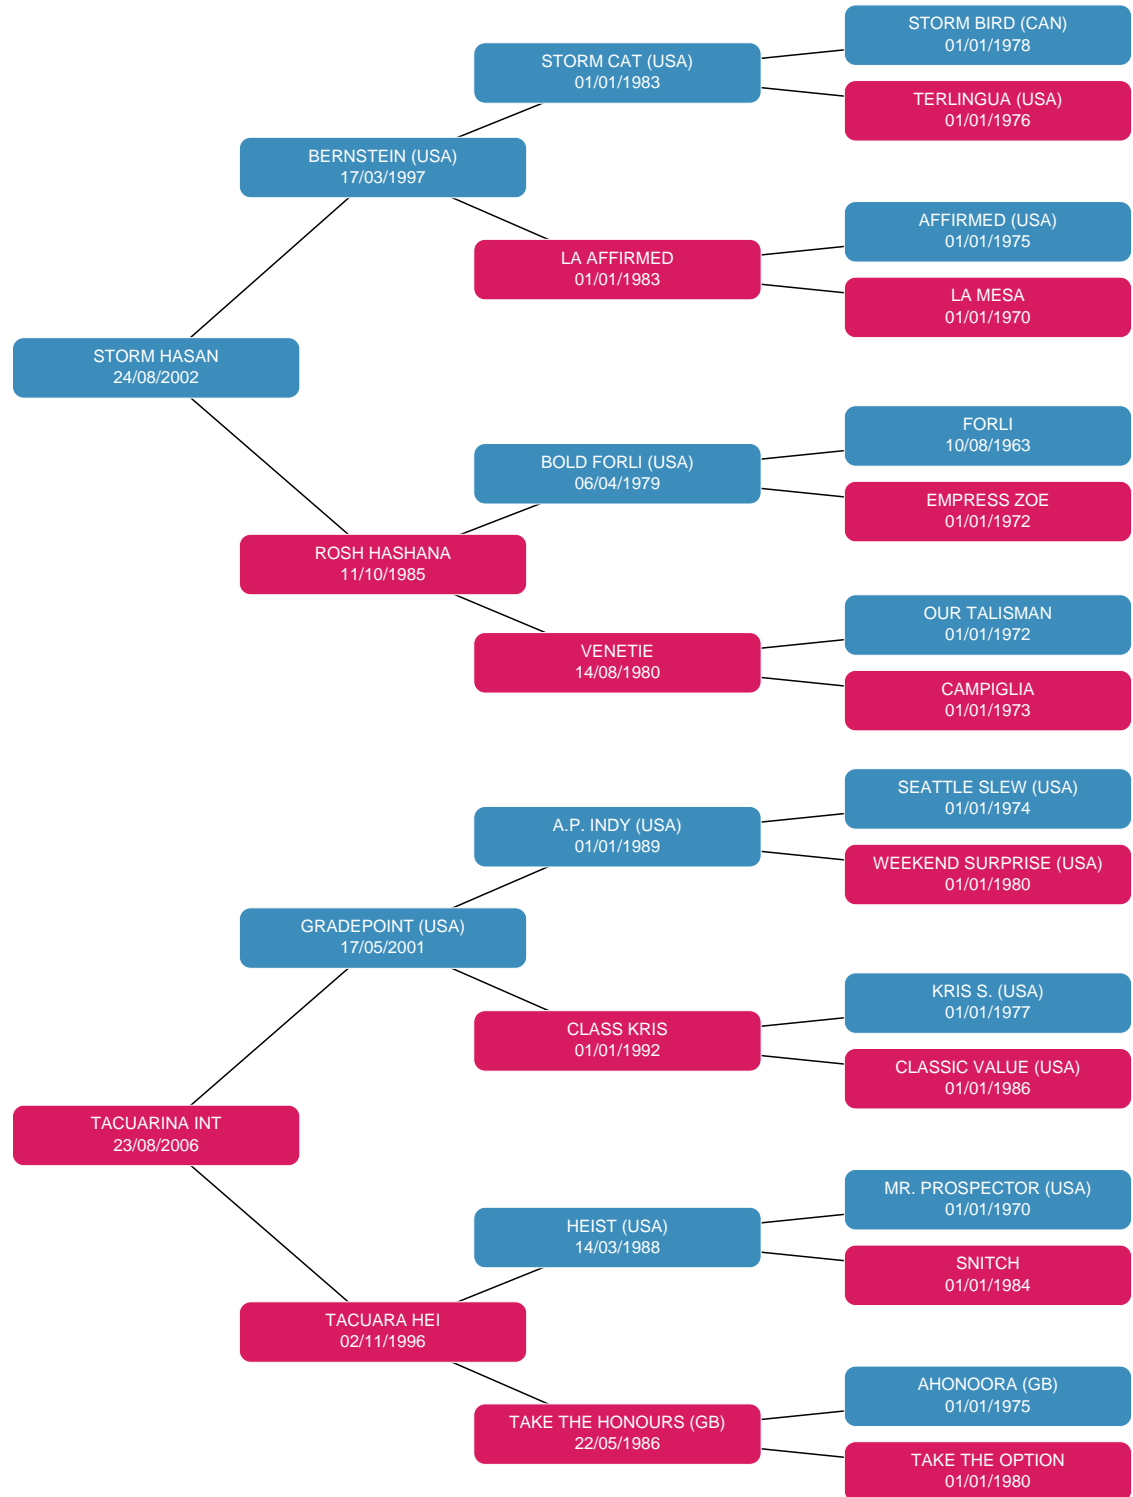 STORM BIRD (CAN)
01/01/1978
STORM CAT (USA)
01/01/1983
TERLINGUA (USA)
01/01/1976
BERNSTEIN (USA)
17/03/1997
AFFIRMED (USA)
01/01/1975
LA AFFIRMED
01/01/1983
LA MESA
01/01/1970
STORM HASAN
24/08/2002
FORLI
10/08/1963
BOLD FORLI (USA)
06/04/1979
EMPRESS ZOE
01/01/1972
ROSH HASHANA
11/10/1985
OUR TALISMAN
01/01/1972
VENETIE
14/08/1980
CAMPIGLIA
01/01/1973
SEATTLE SLEW (USA)
01/01/1974
A.P. INDY (USA)
01/01/1989
WEEKEND SURPRISE (USA)
01/01/1980
GRADEPOINT (USA)
17/05/2001
KRIS S. (USA)
01/01/1977
CLASS KRIS
01/01/1992
CLASSIC VALUE (USA)
01/01/1986
TACUARINA INT
23/08/2006
MR. PROSPECTOR (USA)
01/01/1970
HEIST (USA)
14/03/1988
SNITCH
01/01/1984
TACUARA HEI
02/11/1996
AHONOORA (GB)
01/01/1975
TAKE THE HONOURS (GB)
22/05/1986
TAKE THE OPTION
01/01/1980